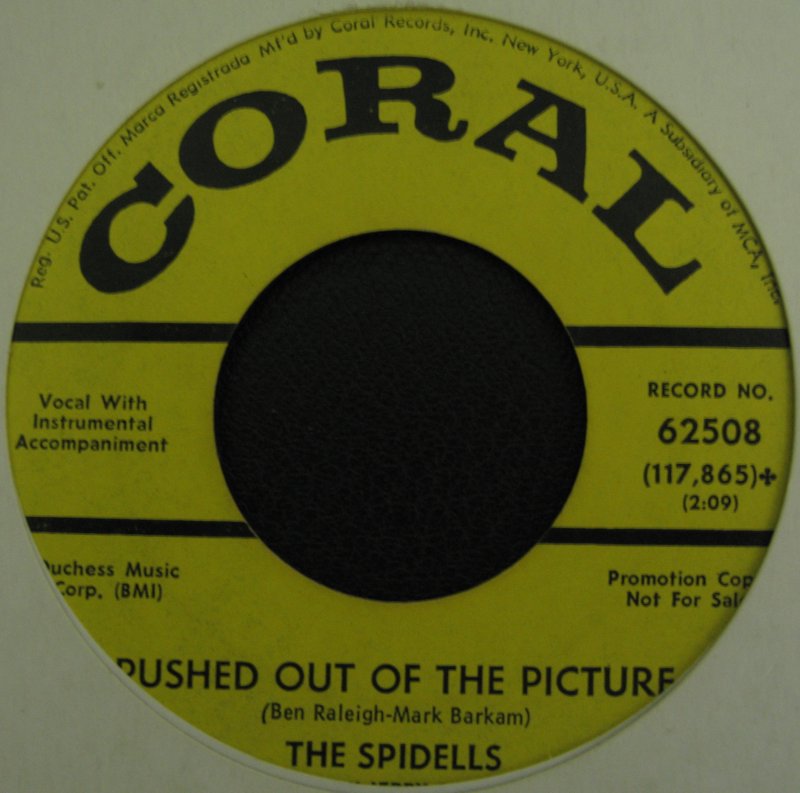 Reg. U.S. Pat. Off. Marca Registrada Mf'd by Coral Records, Inc. New York, U.S.A. A Subsidiary of MCA, Inc.
CORAL
Vocal With
Instrumental
Accompaniment
RECORD NO.
62508
(117,865)✤
(2:09)
Duchess Music
Corp. (BMI)
Promotion Cop
Not For Sale
PUSHED OUT OF THE PICTURE
(Ben Raleigh-Mark Barkam)
THE SPIDELLS